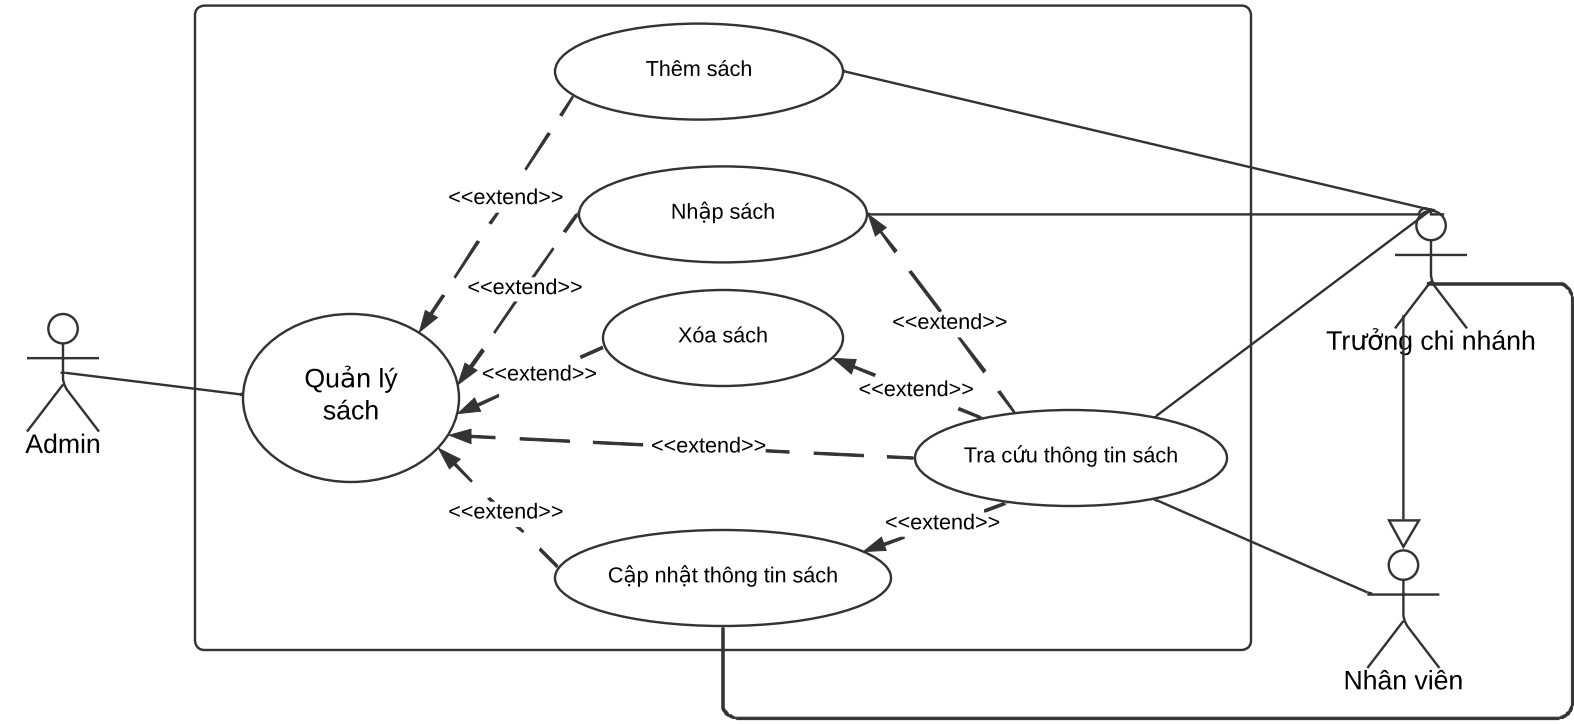 Thêm sách
<<extend>>
Nhập sách
<<extend>>
<<extend>>
Xóa sách
Trưởng chi nhánh
<<extend>>
Quản lý
sách
<<extend>>
Admin
<<extend>>
Tra cứu thông tin sách
<<extend>>
<<extend>>
Cập nhật thông tin sách
Nhân viên